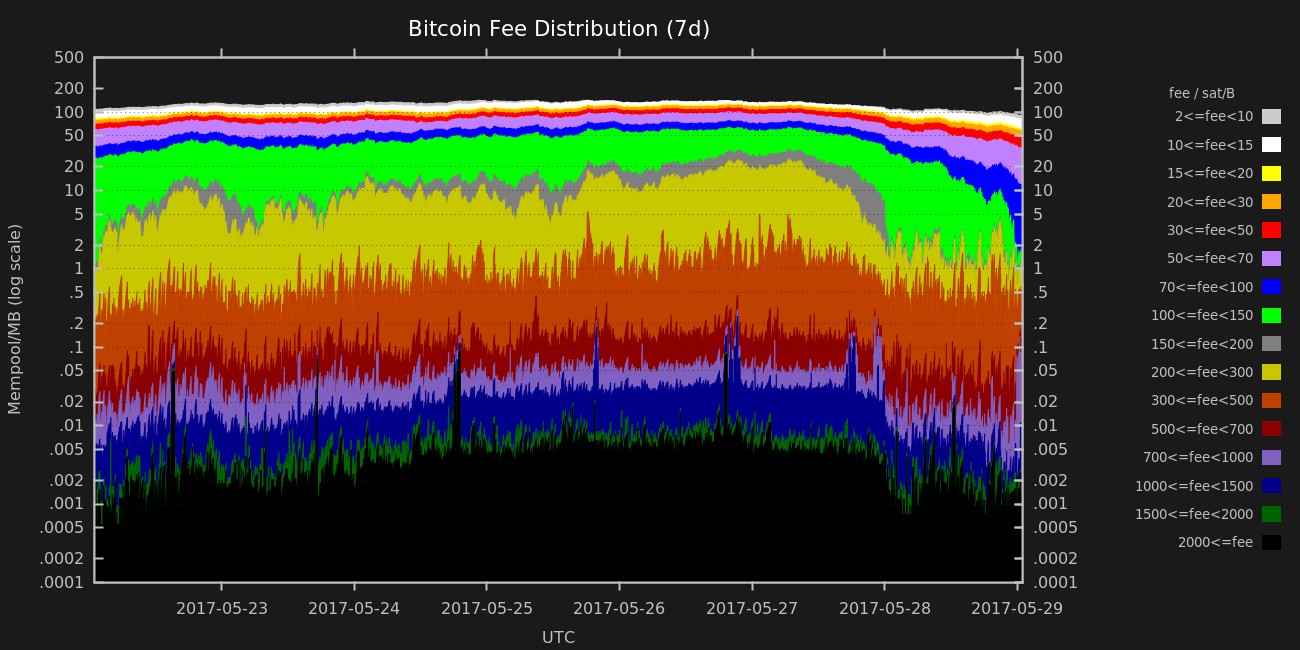 Bitcoin Fee Distribution (7d)
Mempool/MB (log scale)
500
200
100
50
20
10
5
2
1
.5
.2
.1
.05
.02
.01
.005
.002
.001
.0005
.0002
.0001
500
200
100
50
20
10
5
2
1
.5
.2
.1
.05
.02
.01
.005
.002
.001
.0005
.0002
.0001
2017-05-23
2017-05-24
2017-05-25
2017-05-26
2017-05-27
2017-05-28
2017-05-29
UTC
fee / sat/B
2<=fee<10
10<=fee<15
15<=fee<20
20<=fee<30
30<=fee<50
50<=fee<70
70<=fee<100
100<=fee<150
150<=fee<200
200<=fee<300
300<=fee<500
500<=fee<700
700<=fee<1000
1000<=fee<1500
1500<=fee<2000
2000<=fee